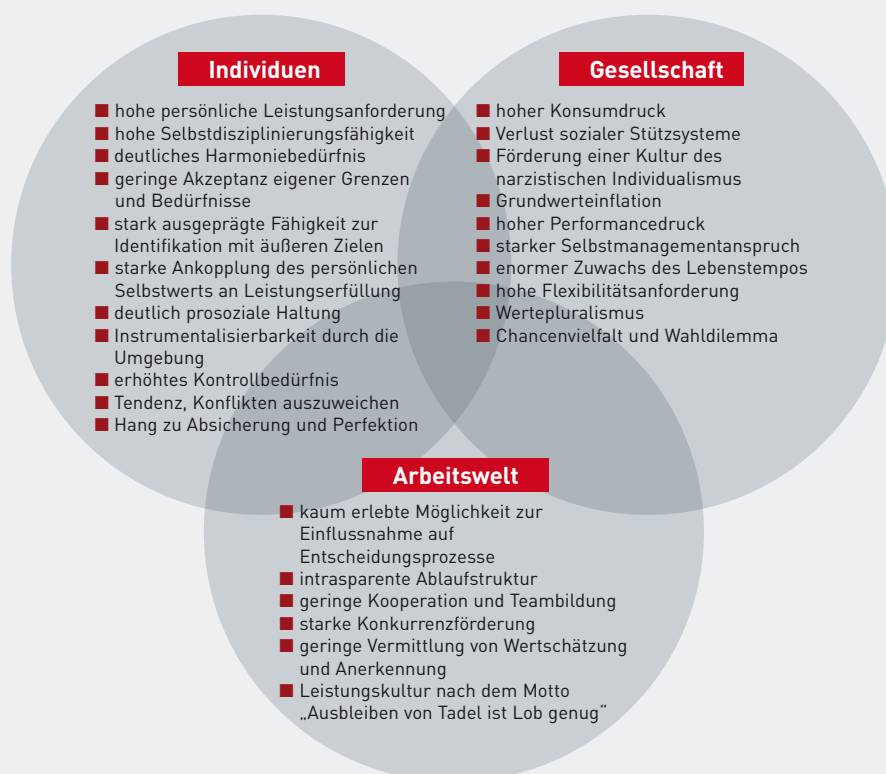 Individuen
■ hohe persönliche Leistungsanforderung
■ hohe Selbstdisziplinierungsfähigkeit
■ deutliches Harmoniebedürfnis
■ geringe Akzeptanz eigener Grenzen
und Bedürfnisse
■ stark ausgeprägte Fähigkeit zur
Identifikation mit äußeren Zielen
■ starke Ankopplung des persönlichen
Selbstwerts an Leistungserfüllung
■ deutlich prosoziale Haltung
■ Instrumentalisierbarkeit durch die
Umgebung
■ erhöhtes Kontrollbedürfnis
■ Tendenz, Konflikten auszuweichen
■ Hang zu Absicherung und Perfektion
Gesellschaft
■ hoher Konsumdruck
■ Verlust sozialer Stützsysteme
■ Förderung einer Kultur des
narzistischen Individualismus
■ Grundwerteinflation
■ hoher Performancedruck
■ starker Selbstmanagementanspruch
■ enormer Zuwachs des Lebenstempos
■ hohe Flexibilitätsanforderung
■ Wertepluralismus
■ Chancenvielfalt und Wahldilemma
Arbeitswelt
■ kaum erlebte Möglichkeit zur
Einflussnahme auf
Entscheidungsprozesse
■ intrasparente Ablaufstruktur
■ geringe Kooperation und Teambildung
■ starke Konkurrenzförderung
■ geringe Vermittlung von Wertschätzung
und Anerkennung
■ Leistungskultur nach dem Motto
„Ausbleiben von Tadel ist Lob genug“